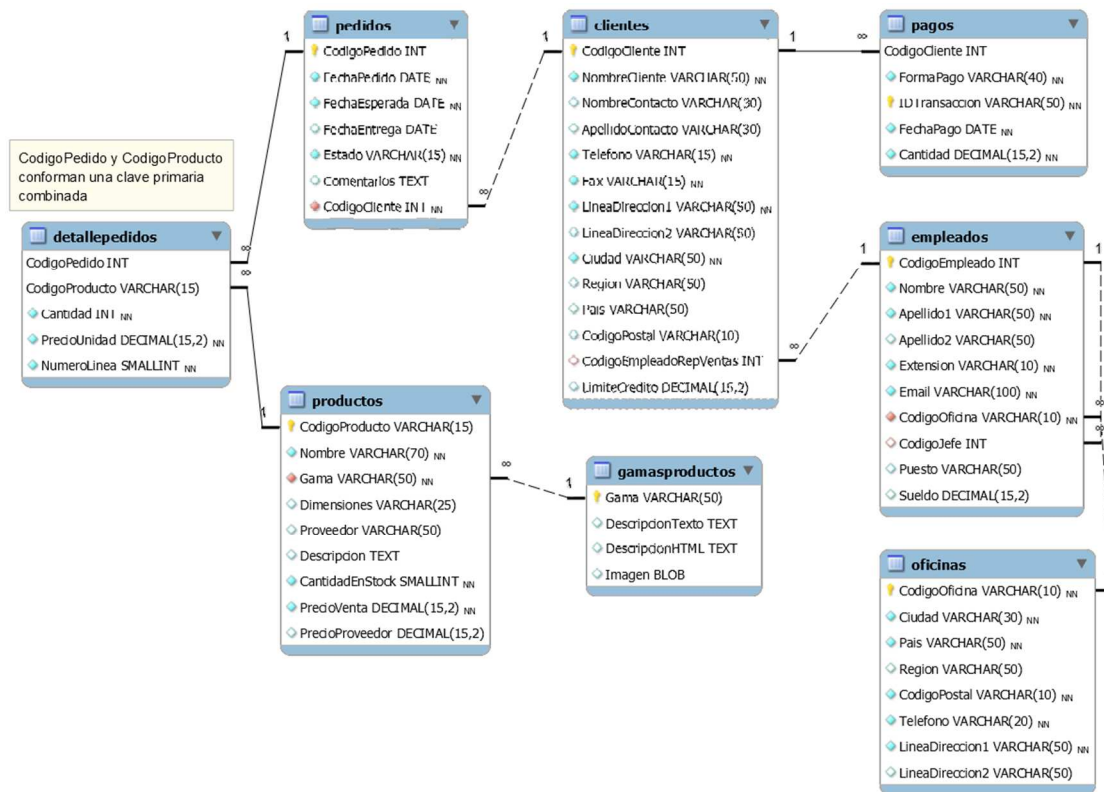 pedidos
CodigoPedido INT
FechaPedido DATE NN
FechaEsperada DATE NN
FechaEntrega DATE
Estado VARCHAR(15) NN
Comentarios TEXT
CodigoCliente INT NN
clientes
CodigoCliente INT
NombreCliente VARCHAR(50) NN
NombreContacto VARCHAR(30)
ApellidoContacto VARCHAR(30)
Telefono VARCHAR(15) NN
Fax VARCHAR(15) NN
LineaDireccion1 VARCHAR(50) NN
LineaDireccion2 VARCHAR(50)
Ciudad VARCHAR(50) NN
Region VARCHAR(50)
Pais VARCHAR(50)
CodigoPostal VARCHAR(10)
CodigoEmpleadoRepVentas INT
LimiteCredito DECIMAL(15,2)
pagos
CodigoCliente INT
FormaPago VARCHAR(40) NN
IDTransaccion VARCHAR(50) NN
FechaPago DATE NN
Cantidad DECIMAL(15,2) NN
CodigoPedido y CodigoProducto
conforman una clave primaria
combinada
detallepedidos
CodigoPedido INT
CodigoProducto VARCHAR(15)
Cantidad INT NN
PrecioUnidad DECIMAL(15,2) NN
NumeroLinea SMALLINT NN
empleados
CodigoEmpleado INT
Nombre VARCHAR(50) NN
Apellido1 VARCHAR(50) NN
Apellido2 VARCHAR(50)
Extension VARCHAR(10) NN
Email VARCHAR(100) NN
CodigoOficina VARCHAR(10) NN
CodigoJefe INT
Puesto VARCHAR(50)
Sueldo DECIMAL(15,2)
productos
CodigoProducto VARCHAR(15)
Nombre VARCHAR(70) NN
Gama VARCHAR(50) NN
Dimensiones VARCHAR(25)
Proveedor VARCHAR(50)
Descripcion TEXT
CantidadEnStock SMALLINT NN
PrecioVenta DECIMAL(15,2) NN
PrecioProveedor DECIMAL(15,2)
gamasproductos
Gama VARCHAR(50)
DescripcionTexto TEXT
DescripcionHTML TEXT
Imagen BLOB
oficinas
CodigoOficina VARCHAR(10) NN
Ciudad VARCHAR(30) NN
Pais VARCHAR(50) NN
Region VARCHAR(50)
CodigoPostal VARCHAR(10) NN
Telefono VARCHAR(20) NN
LineaDireccion1 VARCHAR(50) NN
LineaDireccion2 VARCHAR(50)
1
∞
1
∞
1
∞
1
∞
1
∞
1
∞
1
∞
∞